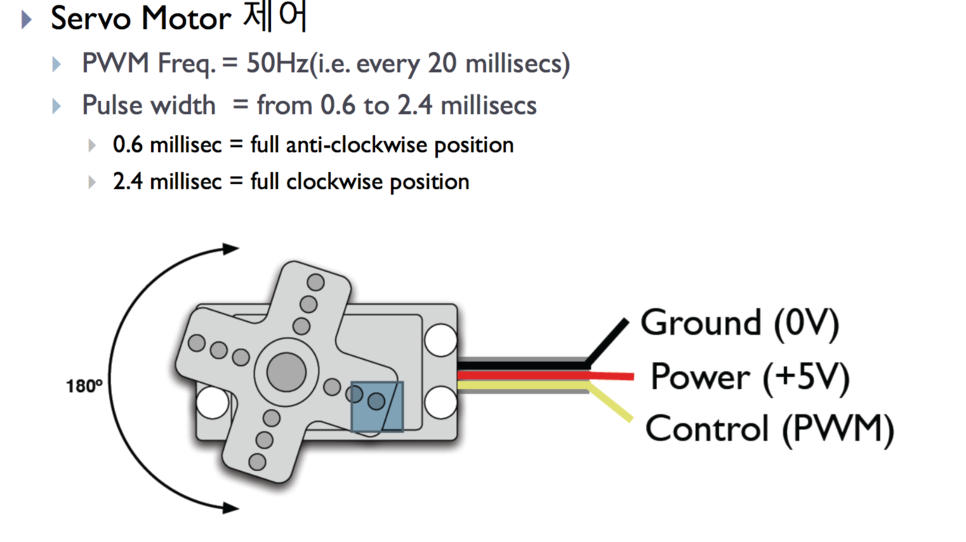 Servo Motor 제어
PWM Freq. = 50Hz(i.e. every 20 millisecs)
Pulse width = from 0.6 to 2.4 millisecs
0.6 millisec = full anti-clockwise position
2.4 millisec = full clockwise position
Ground (0V)
180º
Power (+5V)
Control (PWM)